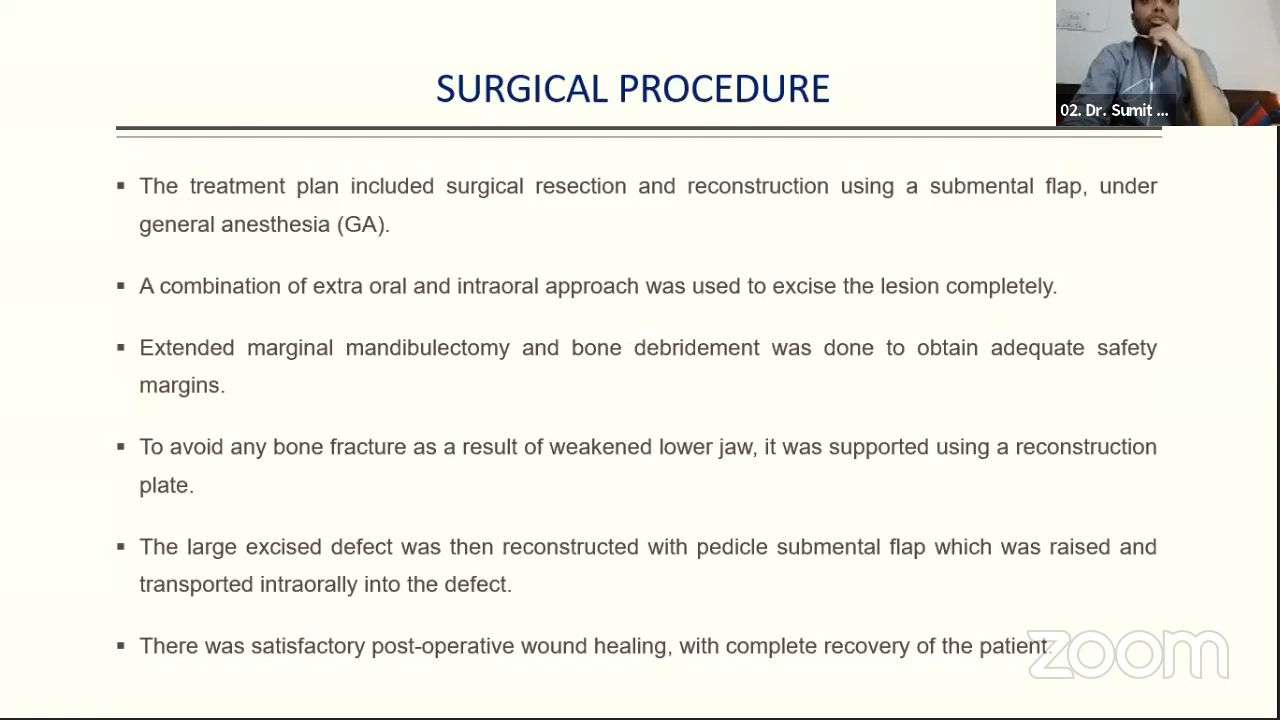 SURGICAL PROCEDURE
02. Dr. Sumit ...
▪ The treatment plan included surgical resection and reconstruction using a submental flap, under
general anesthesia (GA).
▪ A combination of extra oral and intraoral approach was used to excise the lesion completely.
▪ Extended marginal mandibulectomy and bone debridement was done to obtain adequate safety
margins.
▪ To avoid any bone fracture as a result of weakened lower jaw, it was supported using a reconstruction
plate.
▪ The large excised defect was then reconstructed with pedicle submental flap which was raised and
transported intraorally into the defect.
▪ There was satisfactory post-operative wound healing, with complete recovery of the patient.
zoom